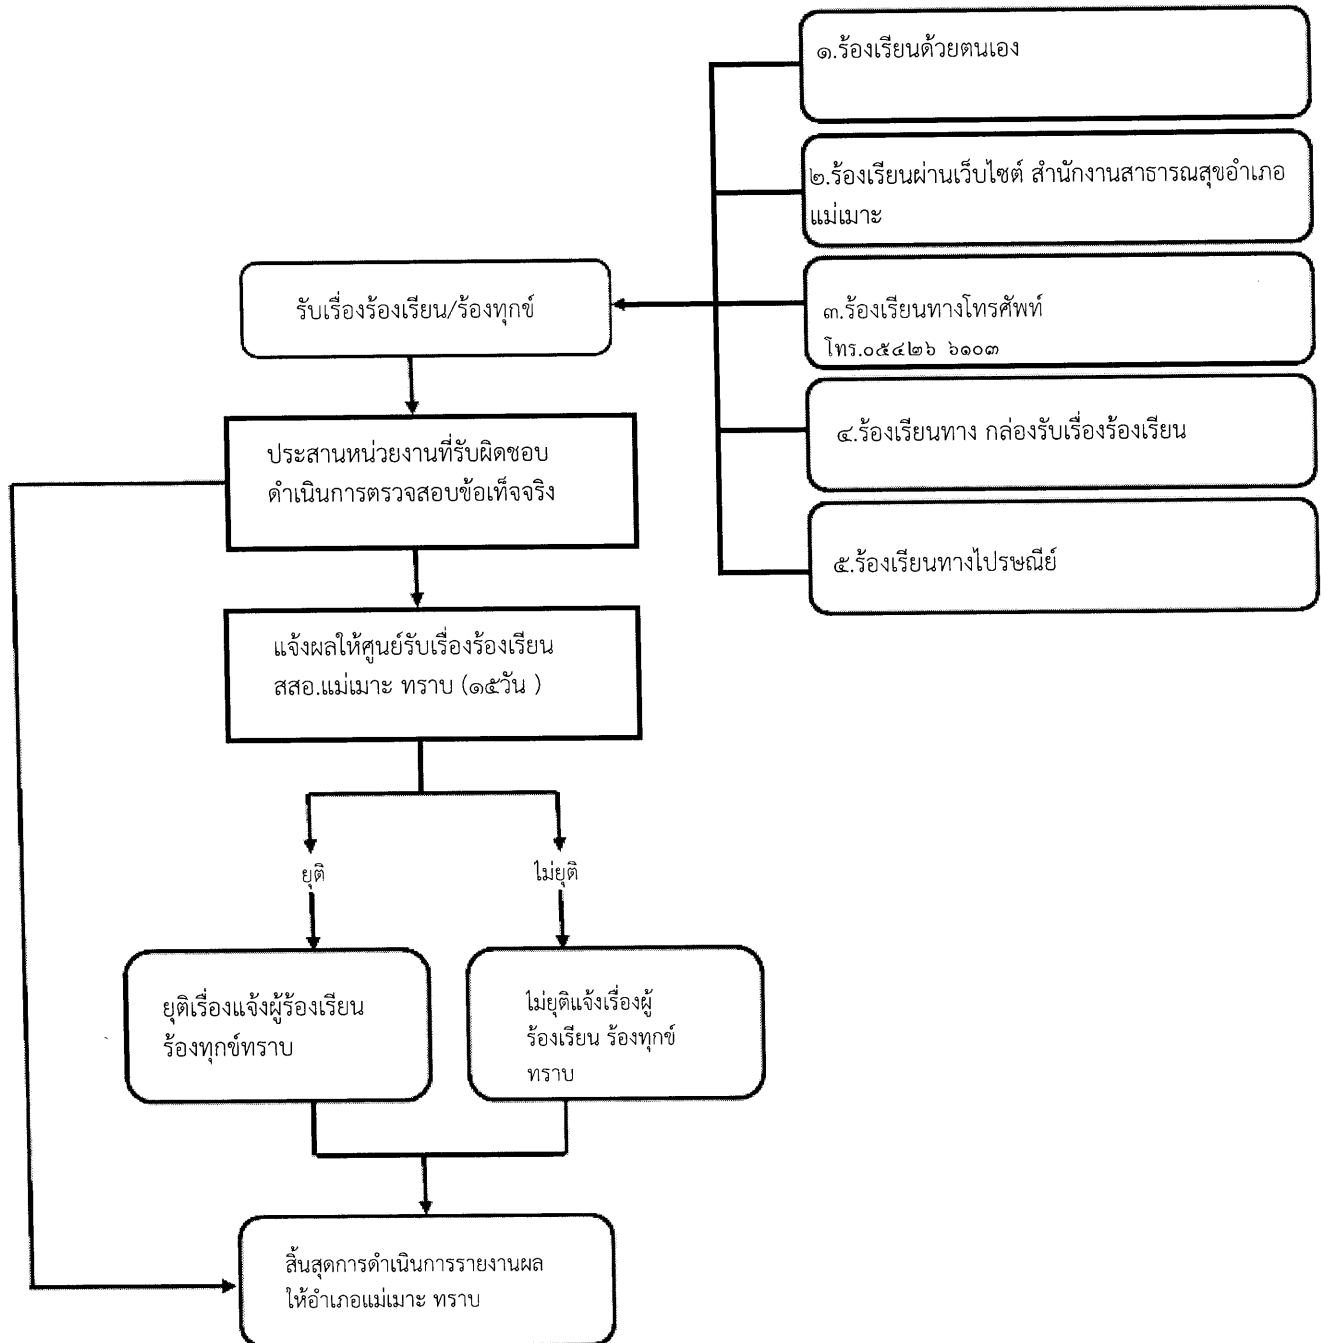 ๑.ร้องเรียนด้วยตนเอง
๒.ร้องเรียนผ่านเว็บไซต์ สำนักงานสาธารณสุขอำเภอ
แม่เมาะ
รับเรื่องร้องเรียน/ร้องทุกข์
๓.ร้องเรียนทางโทรศัพท์
โทร.๐๕๔๒๖ ๖๑๐๓
๔.ร้องเรียนทาง กล่องรับเรื่องร้องเรียน
ประสานหน่วยงานที่รับผิดชอบ
ดำเนินการตรวจสอบข้อเท็จจริง
๕.ร้องเรียนทางไปรษณีย์
แจ้งผลให้ศูนย์รับเรื่องร้องเรียน
สสอ.แม่เมาะ ทราบ (๑๕วัน )
ยุติ
ไม่ยุติ
ยุติเรื่องแจ้งผู้ร้องเรียน
ร้องทุกข์ทราบ
ไม่ยุติแจ้งเรื่องผู้
ร้องเรียน ร้องทุกข์
ทราบ
สิ้นสุดการดำเนินการรายงานผล
ให้อำเภอแม่เมาะ ทราบ